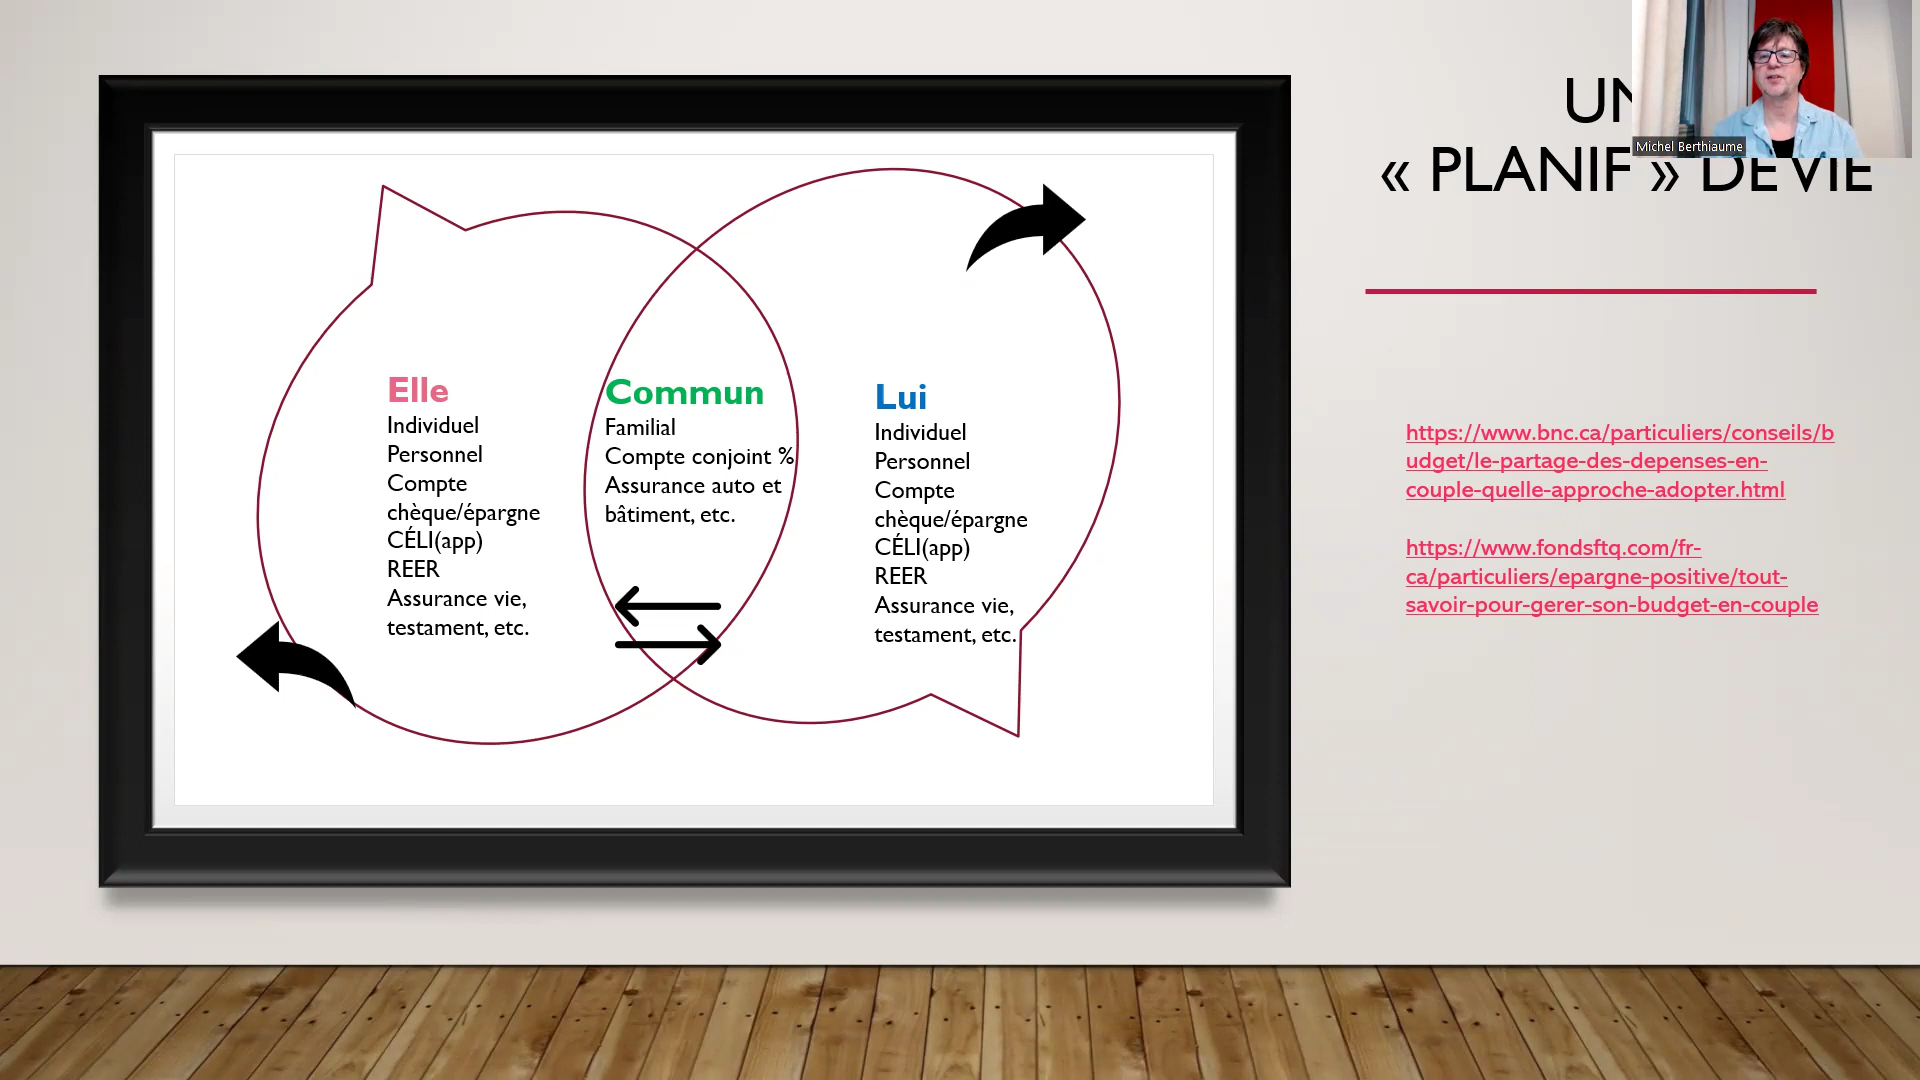 UN
« PLANIF » DE VIE
Michel Berthiaume
Elle
Individuel
Personnel
Compte
chèque/épargne
CÉLI(app)
REER
Assurance vie,
testament, etc.
Commun
Familial
Compte conjoint %
Assurance auto et
bâtiment, etc.
Lui
Individuel
Personnel
Compte
chèque/épargne
CÉLI(app)
REER
Assurance vie,
testament, etc.
https://www.bnc.ca/particuliers/conseils/b
udget/le-partage-des-depenses-en-
couple-quelle-approche-adopter.html
https://www.fondsftq.com/fr-
ca/particuliers/epargne-positive/tout-
savoir-pour-gerer-son-budget-en-couple